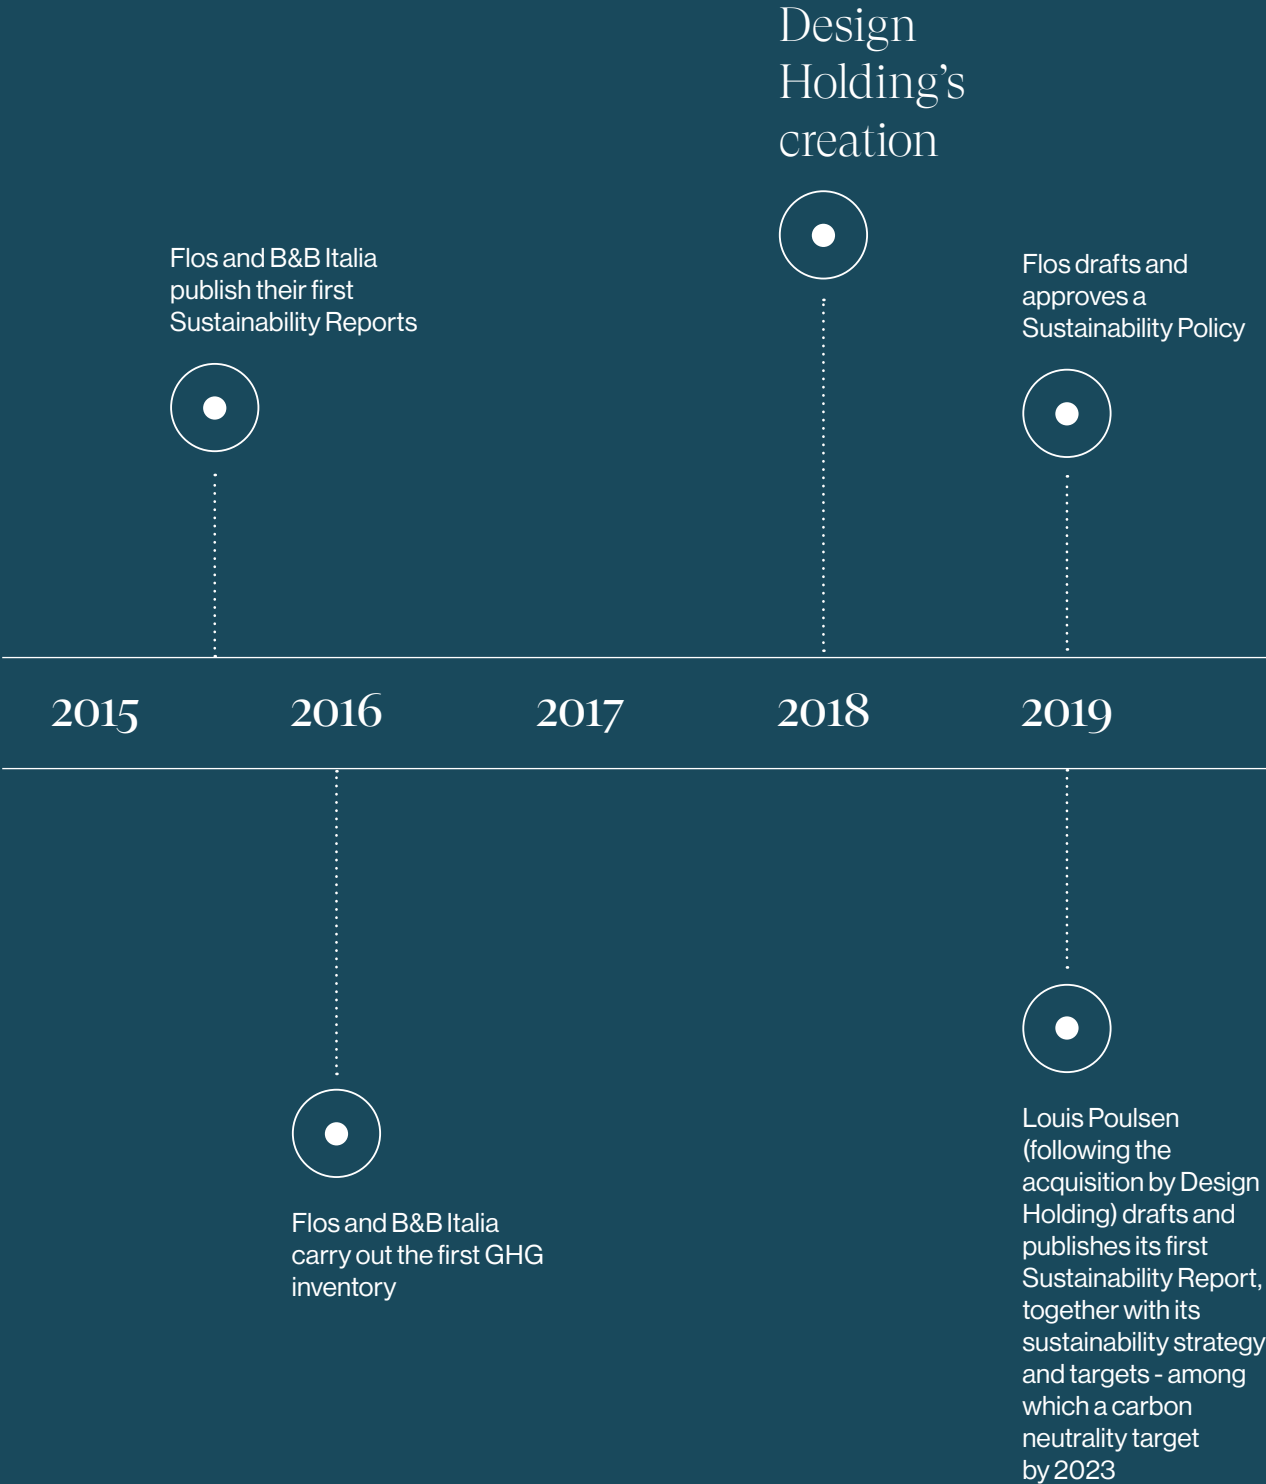 Design
Holding’s
creation
Flos and B&B Italia
publish their first
Sustainability Reports
Flos drafts and
approves a
Sustainability Policy
2015
2016
2017
2018
2019
Flos and B&B Italia
carry out the first GHG
inventory
Louis Poulsen
(following the
acquisition by Design
Holding) drafts and
publishes its first
Sustainability Report,
together with its
sustainability strategy
and targets - among
which a carbon
neutrality target
by 2023